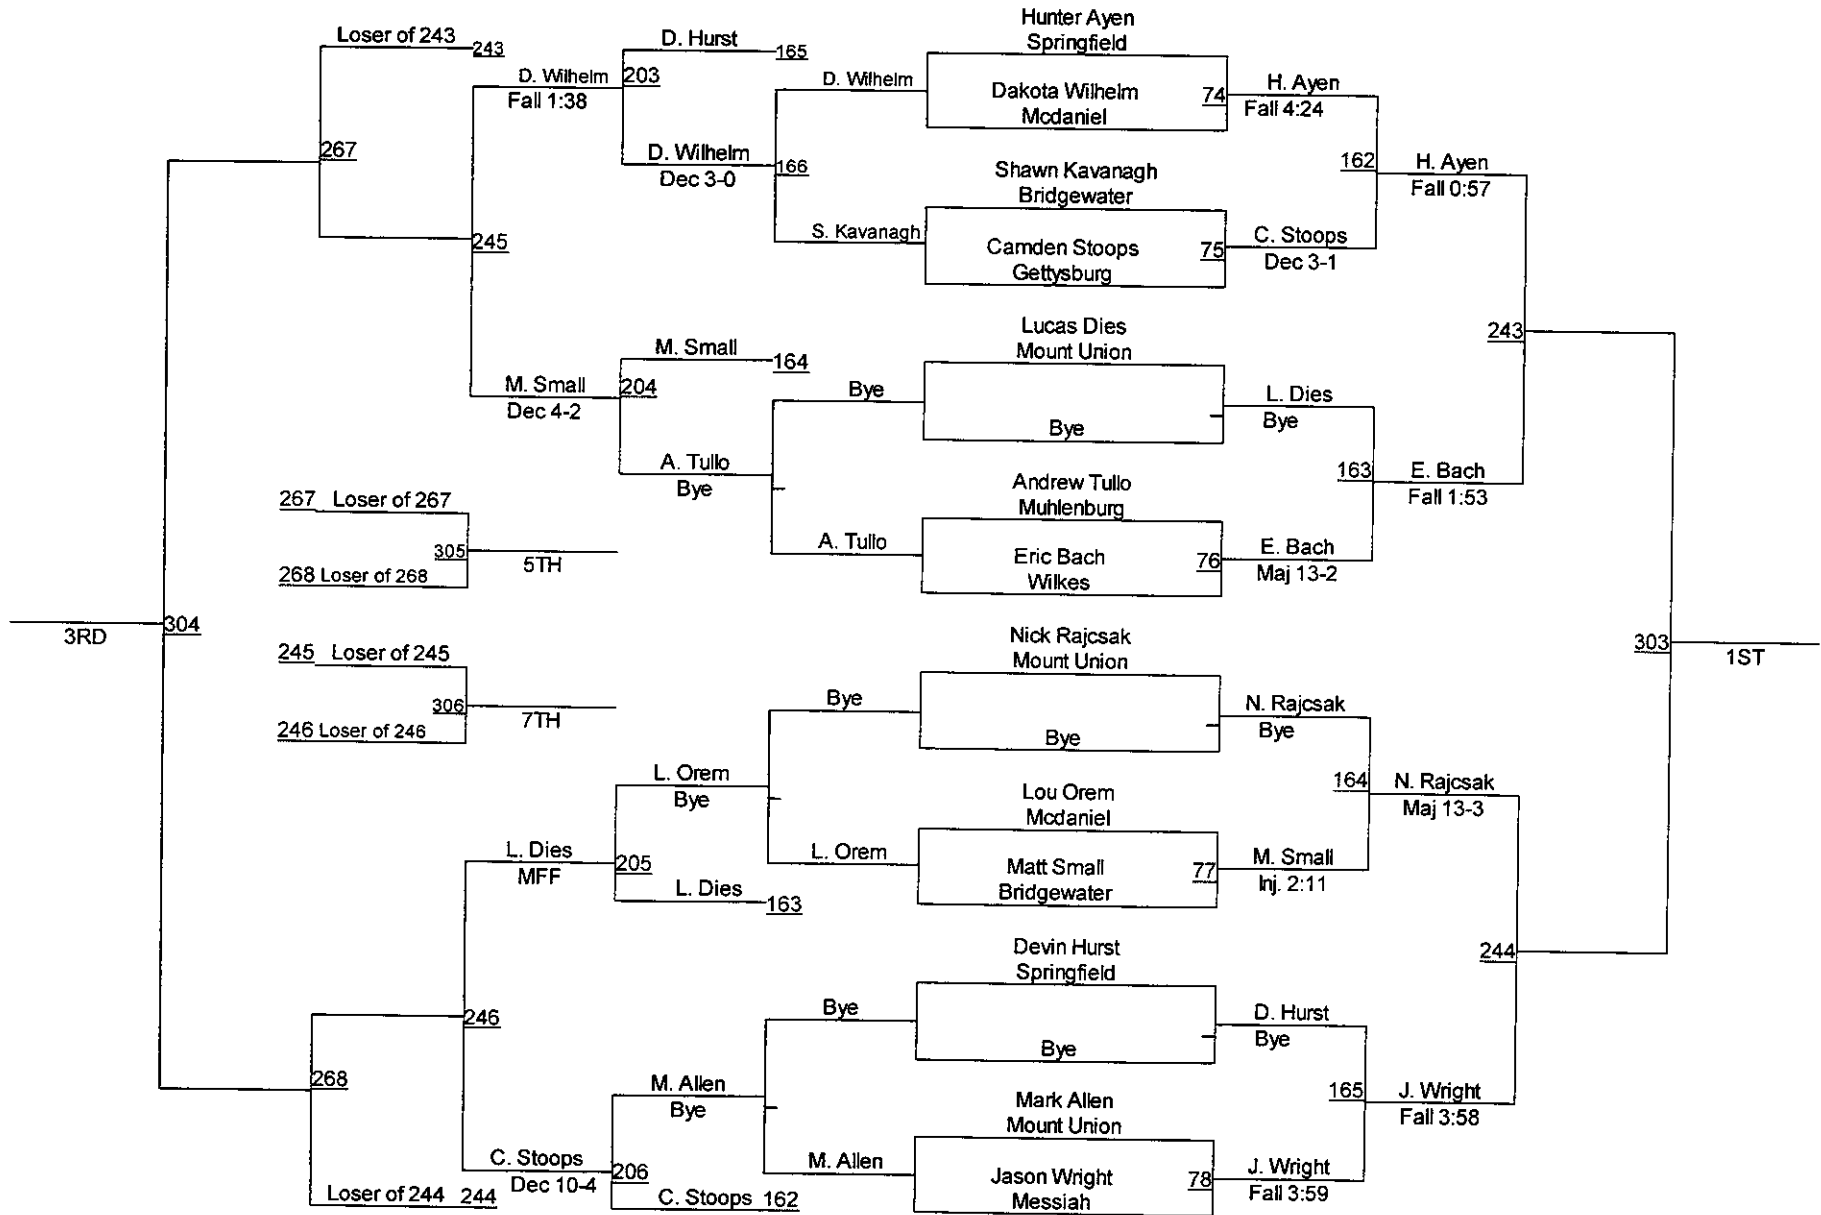 Hunter Ayen
Springfield
Loser of 243
243
D. Hurst
165
D. Wilhelm
203
Fall 1:38
D. Wilhelm
Dakota Wilhelm
Mcdaniel
74
H. Ayen
Fall 4:24
267
D. Wilhelm
Dec 3-0
166
Shawn Kavanagh
Bridgewater
162
H. Ayen
Fall 0:57
245
S. Kavanagh
Camden Stoops
Gettysburg
75
C. Stoops
Dec 3-1
Lucas Dies
Mount Union
243
M. Small
164
M. Small
Dec 4-2
204
Bye
Bye
L. Dies
Bye
A. Tullo
Bye
Andrew Tullo
Muhlenburg
163
E. Bach
Fall 1:53
267 Loser of 267
305
5TH
268 Loser of 268
A. Tullo
Eric Bach
Wilkes
76
E. Bach
Maj 13-2
3RD
304
Nick Rajcsak
Mount Union
303
1ST
245 Loser of 245
306
7TH
246 Loser of 246
Bye
Bye
N. Rajcsak
Bye
L. Orem
Bye
Lou Orem
Mcdaniel
164
N. Rajcsak
Maj 13-3
L. Dies
MFF
205
L. Orem
Matt Small
Bridgewater
77
M. Small
Inj. 2:11
L. Dies
163
Devin Hurst
Springfield
244
246
Bye
Bye
D. Hurst
Bye
268
M. Allen
Bye
Mark Allen
Mount Union
165
J. Wright
Fall 3:58
C. Stoops
Dec 10-4
206
M. Allen
Jason Wright
Messiah
78
J. Wright
Fall 3:59
Loser of 244 244
C. Stoops 162